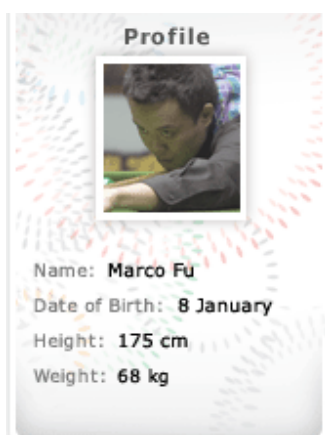 Profile
Name: Marco Fu
Date of Birth: 8 January
Height: 175 cm
Weight: 68 kg